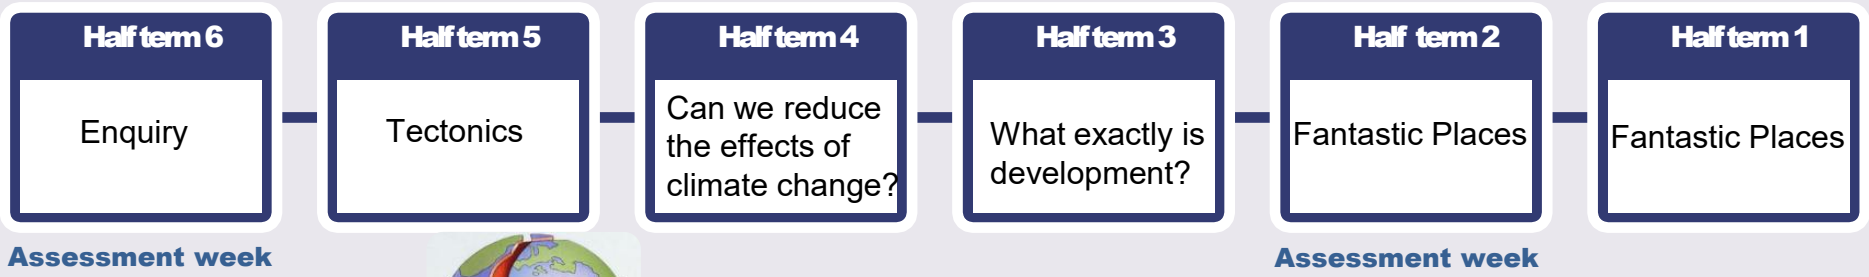 Half term 6
Enquiry
Assessment week
Half term 5
Tectonics
Half term 4
Can we reduce
the effects of
climate change?
Half term 3
What exactly is
development?
Half term 2
Fantastic Places
Assessment week
Half term 1
Fantastic Places